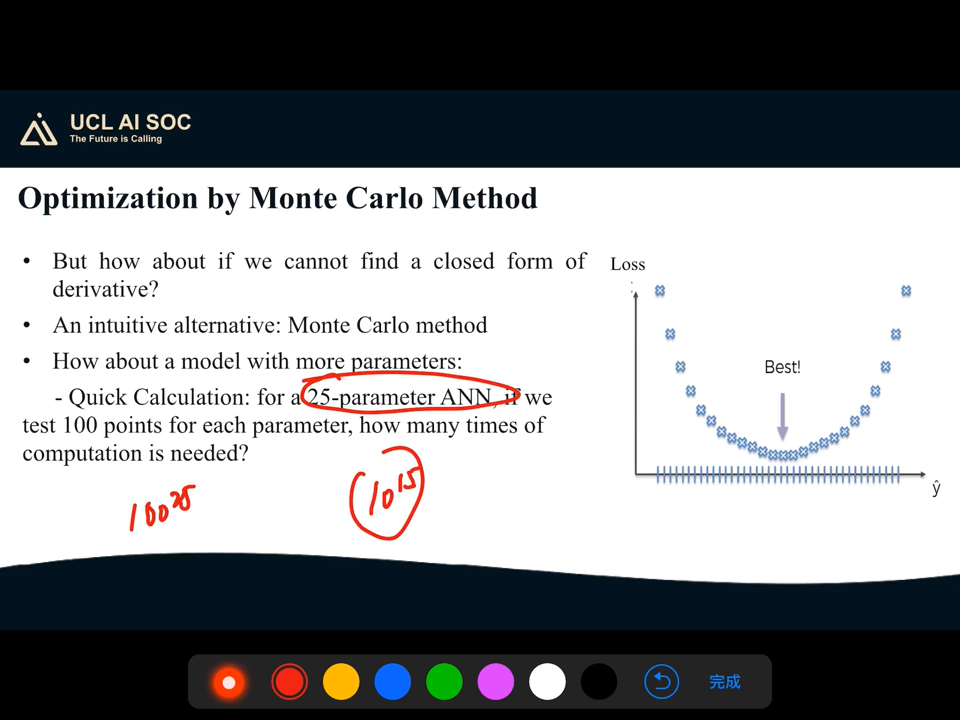 UCL AI SOC
The Future is Calling
Optimization by Monte Carlo Method
• But how about if we cannot find a closed form of
derivative?
• An intuitive alternative: Monte Carlo method
• How about a model with more parameters:
- Quick Calculation: for a 25-parameter ANN, if we
test 100 points for each parameter, how many times of
computation is needed?
100^25
10^15
Loss
Best!
ŷ
完成